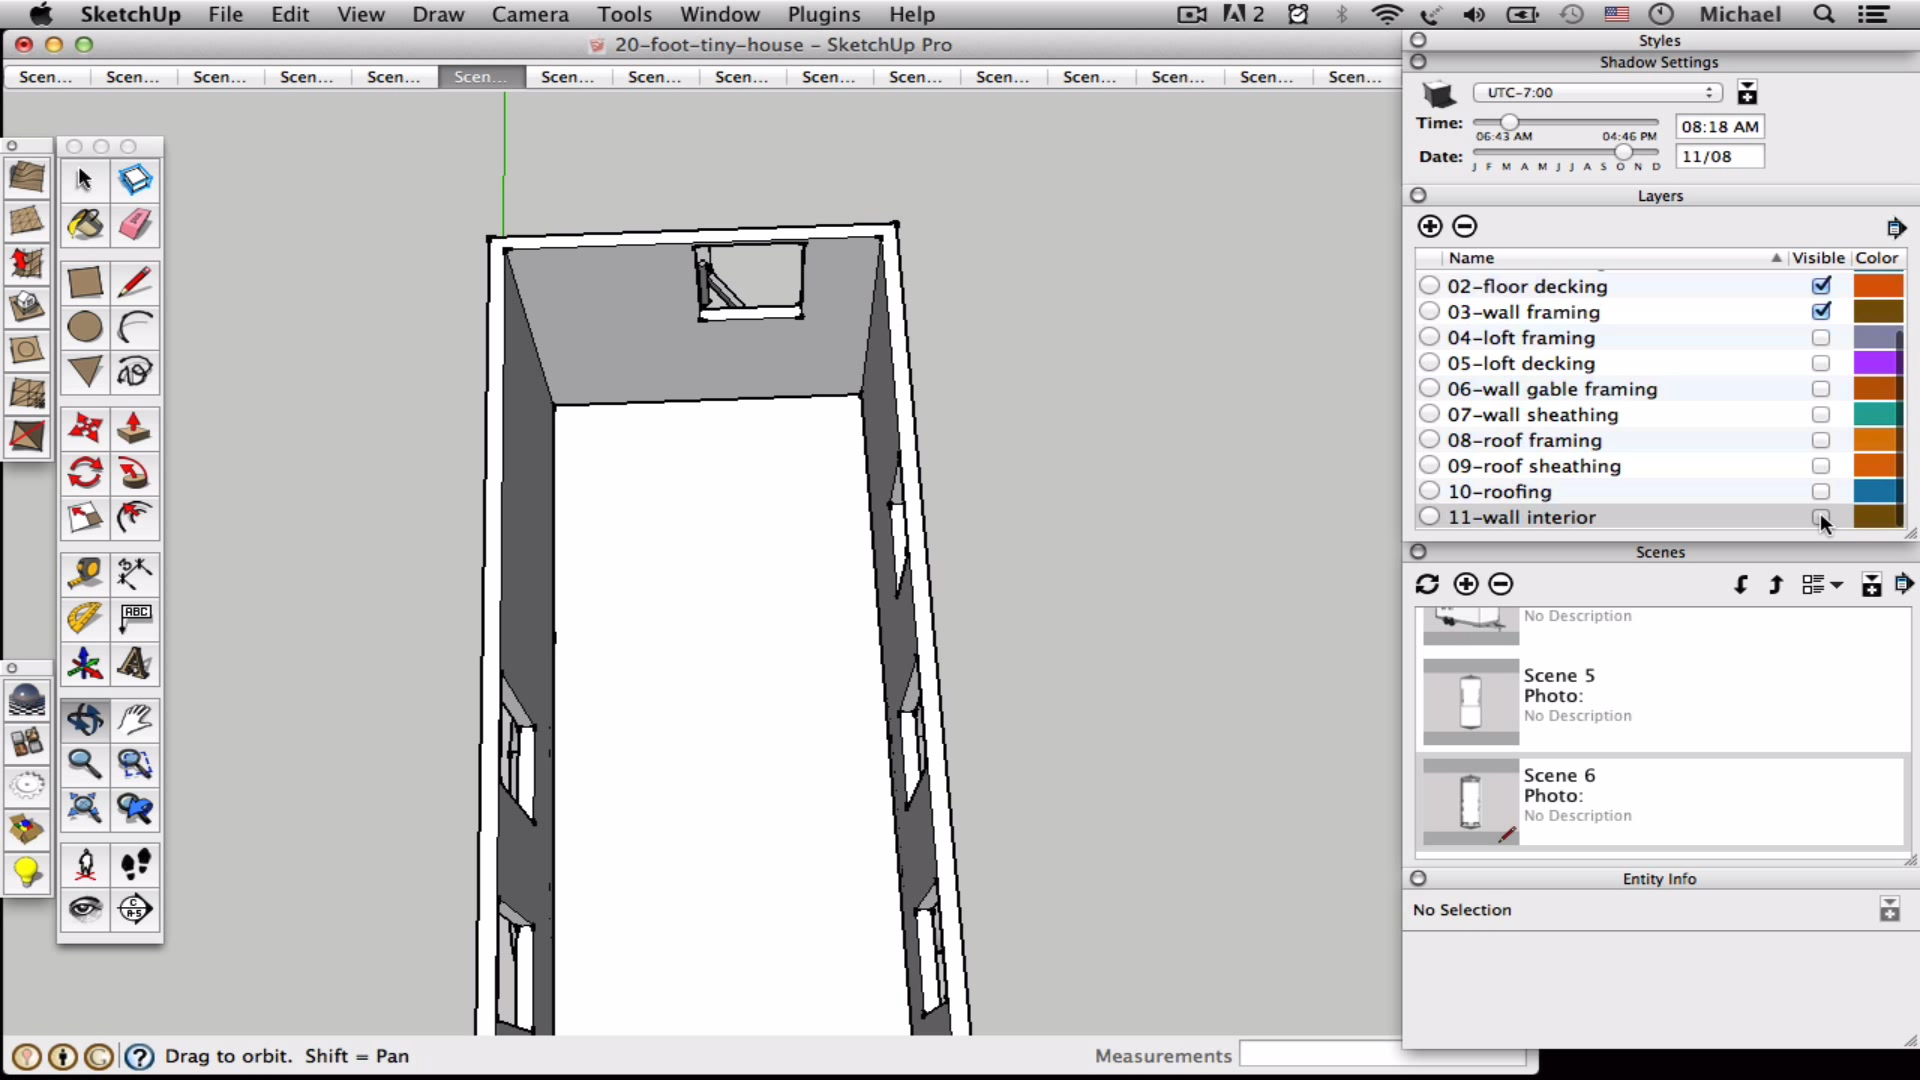 SketchUp File Edit View Draw Camera Tools Window Plugins Help 2 Michael
20-foot-tiny-house – SketchUp Pro
Scen... Scen... Scen... Scen... Scen... Scen... Scen... Scen... Scen... Scen... Scen... Scen... Scen... Scen... Scen... Scen...
Styles
Shadow Settings
UTC-7:00
Time: 08:18 AM
06:43 AM 04:46 PM
Date: 11/08
J F M A M J J A S O N D
Layers
Name Visible Color
02-floor decking
03-wall framing
04-loft framing
05-loft decking
06-wall gable framing
07-wall sheathing
08-roof framing
09-roof sheathing
10-roofing
11-wall interior
Scenes
No Description
Scene 5
Photo:
No Description
Scene 6
Photo:
No Description
Entity Info
No Selection
ABC
Drag to orbit. Shift = Pan
Measurements